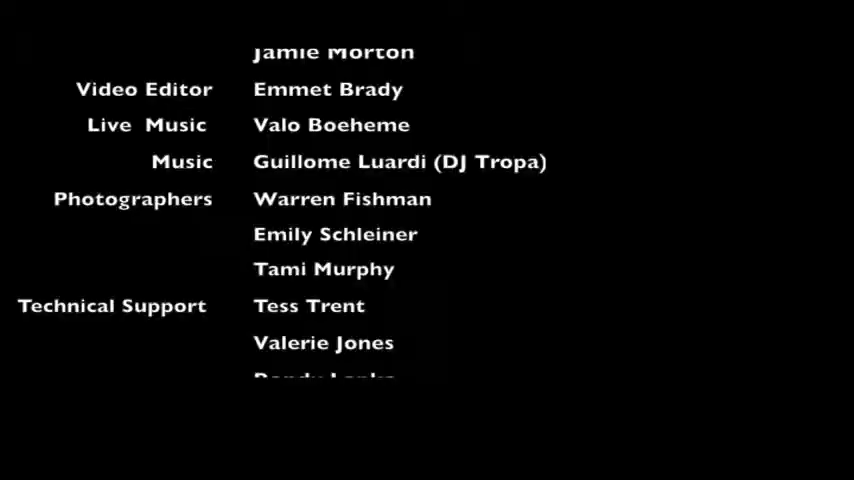 Jamie Morton
Video Editor Emmet Brady
Live Music Valo Boeheme
Music Guillome Luardi (DJ Tropa)
Photographers Warren Fishman
Emily Schleiner
Tami Murphy
Technical Support Tess Trent
Valerie Jones